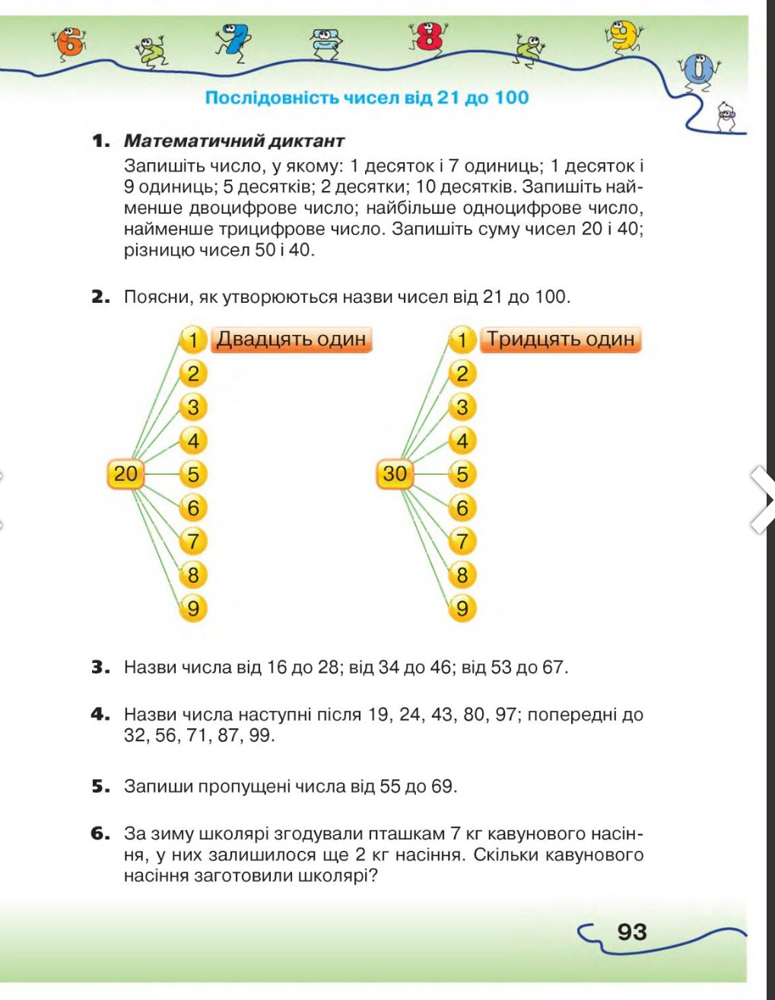 Послідовність чисел від 21 до 100
1. Математичний диктант
Запишіть число, у якому: 1 десяток і 7 одиниць; 1 десяток і
9 одиниць; 5 десятків; 2 десятки; 10 десятків. Запишіть най-
менше двоцифрове число; найбільше одноцифрове число,
найменше трицифрове число. Запишіть суму чисел 20 і 40;
різницю чисел 50 і 40.
2. Поясни, як утворюються назви чисел від 21 до 100.
1 Двадцять один
2
3
4
20
5
6
7
8
9
1 Тридцять один
2
3
4
30
5
6
7
8
9
3. Назви числа від 16 до 28; від 34 до 46; від 53 до 67.
4. Назви числа наступні після 19, 24, 43, 80, 97; попередні до
32, 56, 71, 87, 99.
5. Запиши пропущені числа від 55 до 69.
6. За зиму школярі згодували пташкам 7 кг кавунового насін-
ня, у них залишилося ще 2 кг насіння. Скільки кавунового
насіння заготовили школярі?
93